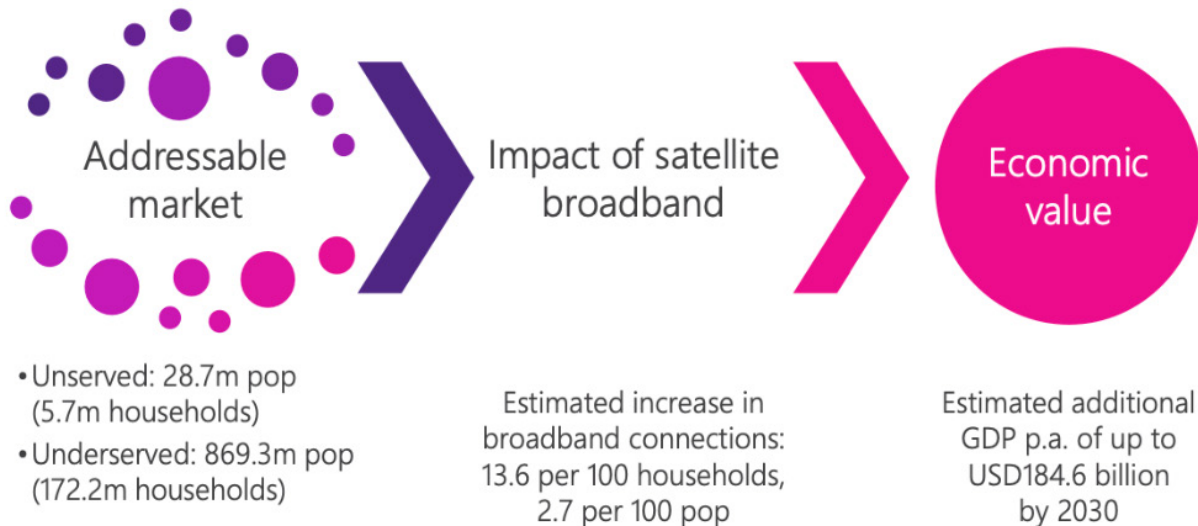 Addressable
market
Impact of satellite
broadband
Economic
value
•Unserved: 28.7m pop
(5.7m households)
•Underserved: 869.3m pop
(172.2m households)
Estimated increase in
broadband connections:
13.6 per 100 households,
2.7 per 100 pop
Estimated additional
GDP p.a. of up to
USD184.6 billion
by 2030